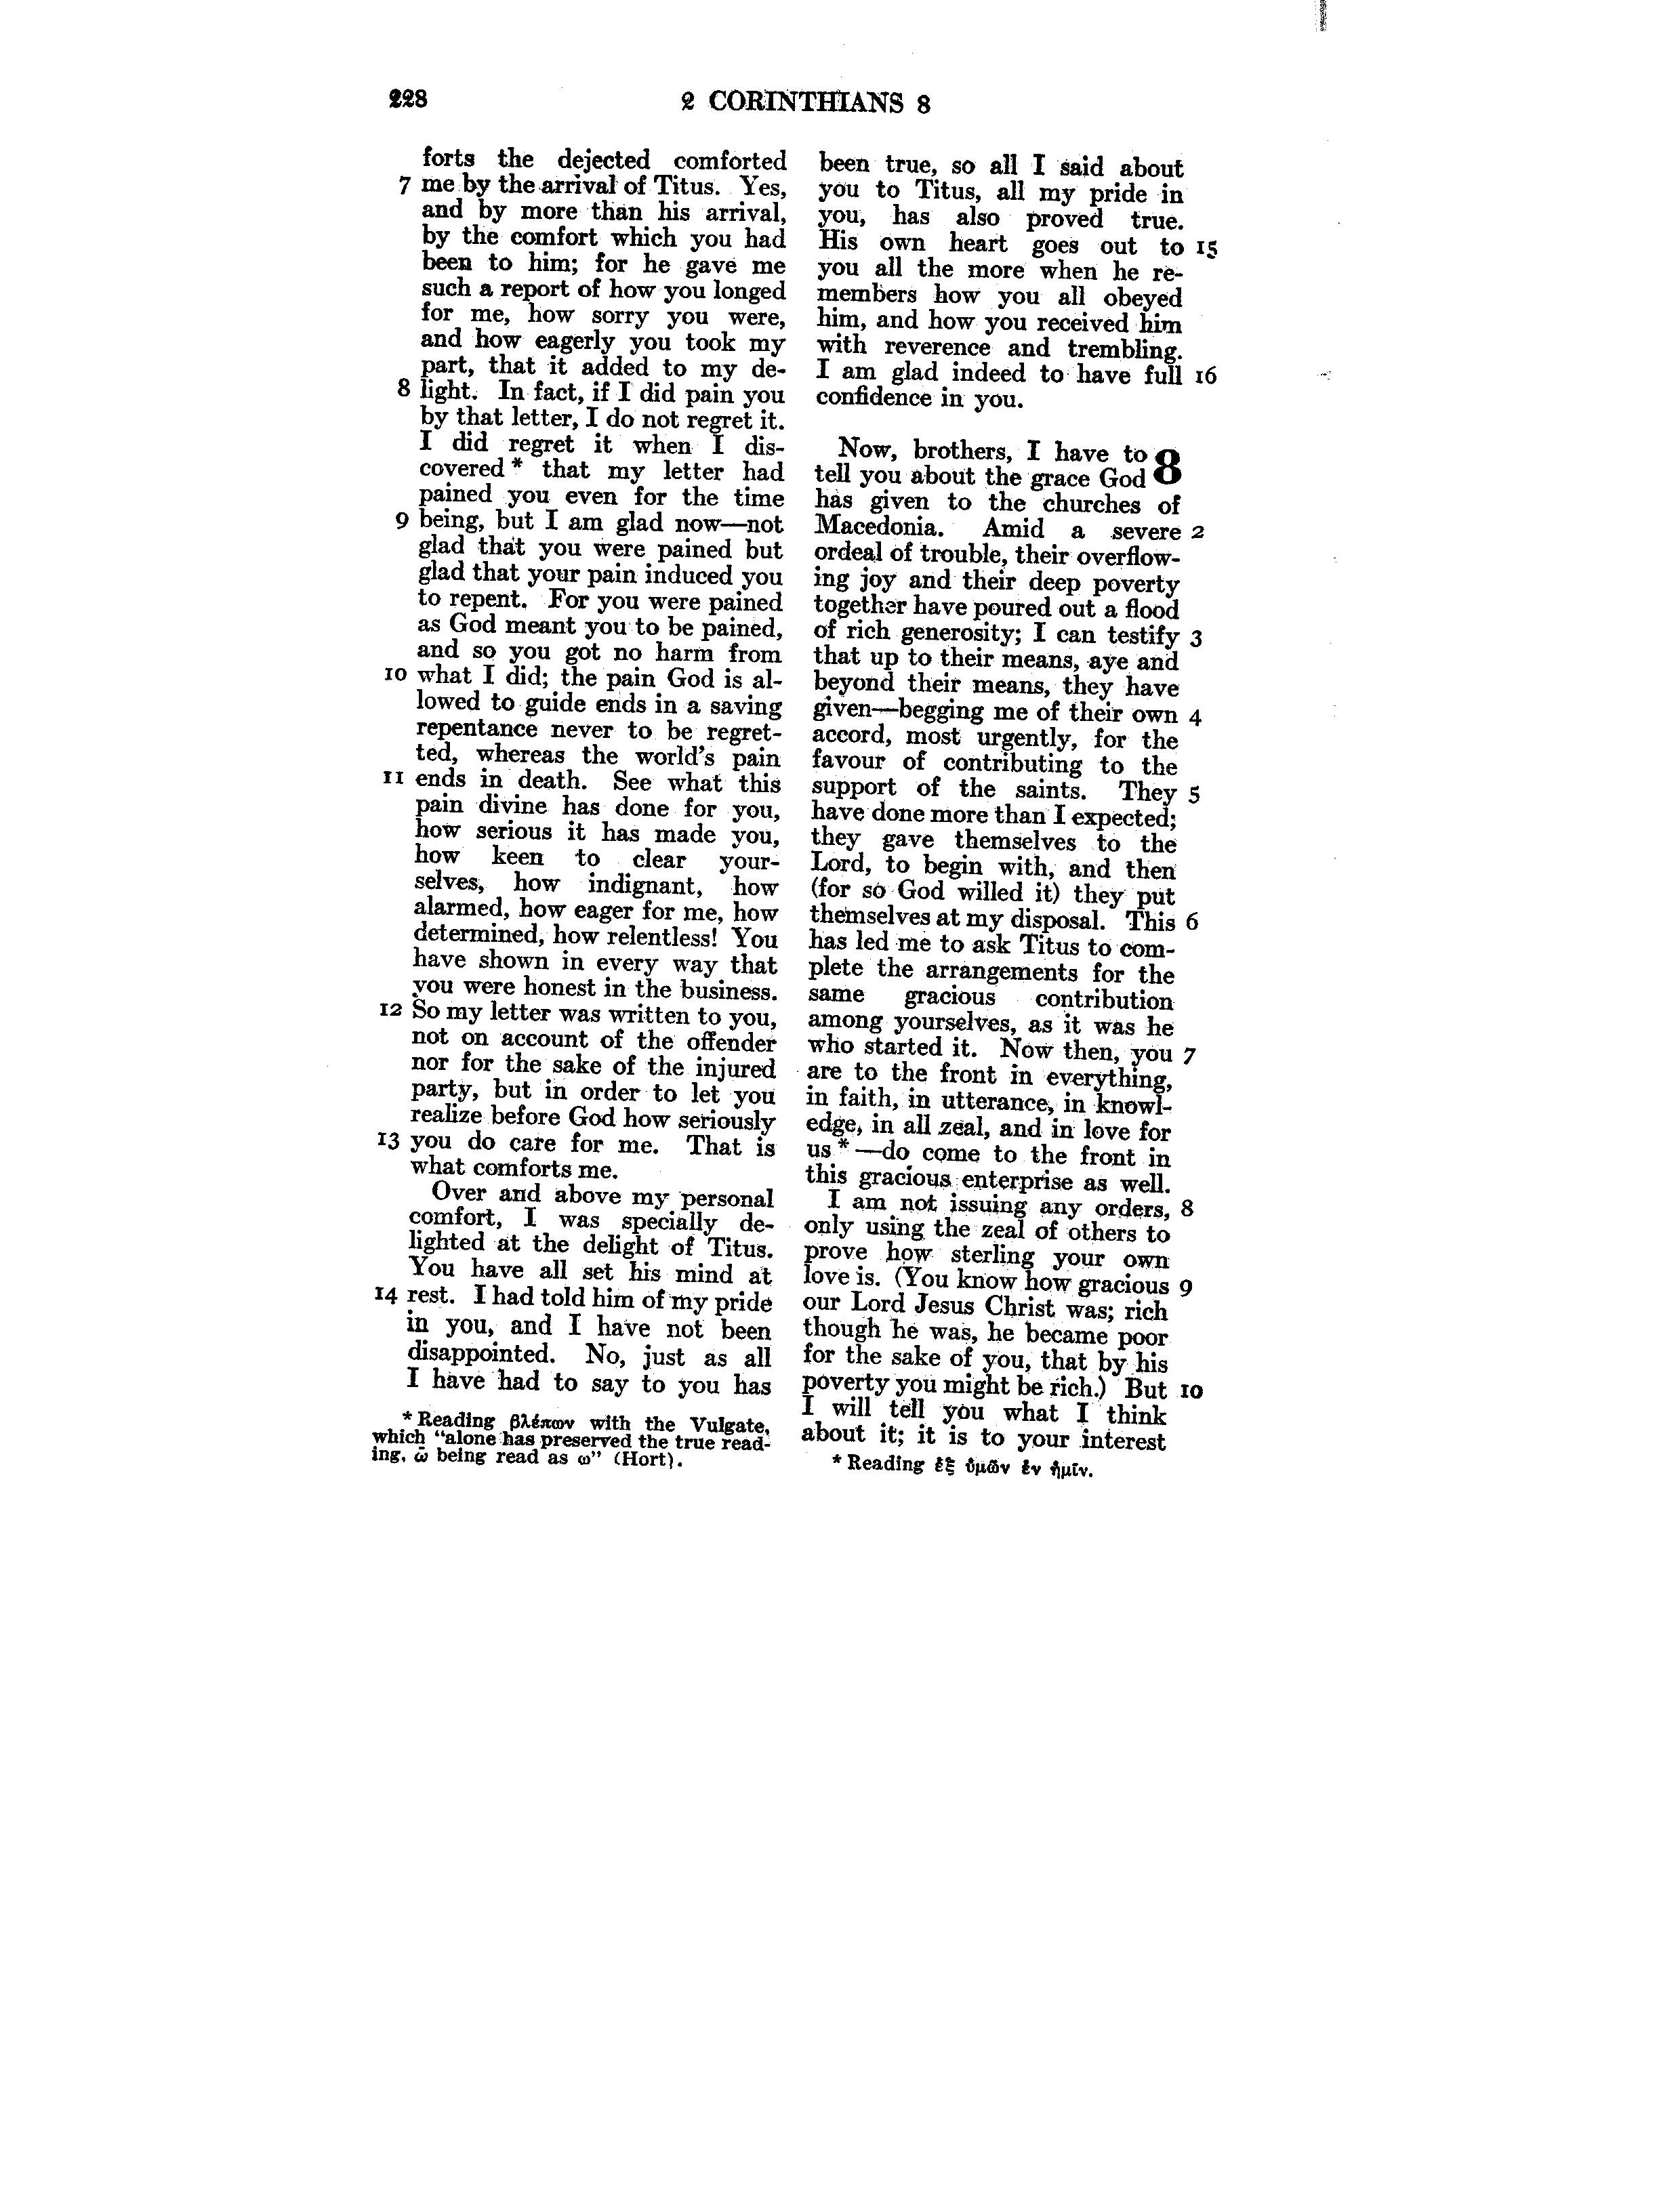 228
2 CORINTHIANS 8
forts the dejected comforted
7 me by the arrival of Titus. Yes,
and by more than his arrival,
by the comfort which you had
been to him; for he gave me
such a report of how you longed
for me, how sorry you were,
and how eagerly you took my
part, that it added to my de-
8 light. In fact, if I did pain you
by that letter, I do not regret it.
I did regret it when I dis-
covered * that my letter had
pained you even for the time
9 being, but I am glad now—not
glad that you were pained but
glad that your pain induced you
to repent. For you were pained
as God meant you to be pained,
and so you got no harm from
10 what I did; the pain God is al-
lowed to guide ends in a saving
repentance never to be regret-
ted, whereas the world's pain
11 ends in death. See what this
pain divine has done for you,
how serious it has made you,
how keen to clear your-
selves, how indignant, how
alarmed, how eager for me, how
determined, how relentless! You
have shown in every way that
you were honest in the business.
12 So my letter was written to you,
not on account of the offender
nor for the sake of the injured
party, but in order to let you
realize before God how seriously
13 you do care for me. That is
what comforts me.
Over and above my personal
comfort, I was specially de-
lighted at the delight of Titus.
You have all set his mind at
14 rest. I had told him of my pride
in you, and I have not been
disappointed. No, just as all
I have had to say to you has
* Reading βλέπων with the Vulgate,
which "alone has preserved the true read-
ing, ω̄ being read as ω" (Hort).
been true, so all I said about
you to Titus, all my pride in
you, has also proved true.
His own heart goes out to 15
you all the more when he re-
members how you all obeyed
him, and how you received him
with reverence and trembling.
I am glad indeed to have full 16
confidence in you.
Now, brothers, I have to 8
tell you about the grace God
has given to the churches of
Macedonia. Amid a severe 2
ordeal of trouble, their overflow-
ing joy and their deep poverty
together have poured out a flood
of rich generosity; I can testify 3
that up to their means, aye and
beyond their means, they have
given—begging me of their own 4
accord, most urgently, for the
favour of contributing to the
support of the saints. They 5
have done more than I expected;
they gave themselves to the
Lord, to begin with, and then
(for so God willed it) they put
themselves at my disposal. This 6
has led me to ask Titus to com-
plete the arrangements for the
same gracious contribution
among yourselves, as it was he
who started it. Now then, you 7
are to the front in everything,
in faith, in utterance, in knowl-
edge, in all zeal, and in love for
us * —do come to the front in
this gracious enterprise as well.
I am not issuing any orders, 8
only using the zeal of others to
prove how sterling your own
love is. (You know how gracious 9
our Lord Jesus Christ was; rich
though he was, he became poor
for the sake of you, that by his
poverty you might be rich.) But 10
I will tell you what I think
about it; it is to your interest
* Reading ἐξ ὑμῶν ἐν ἡμῖν.